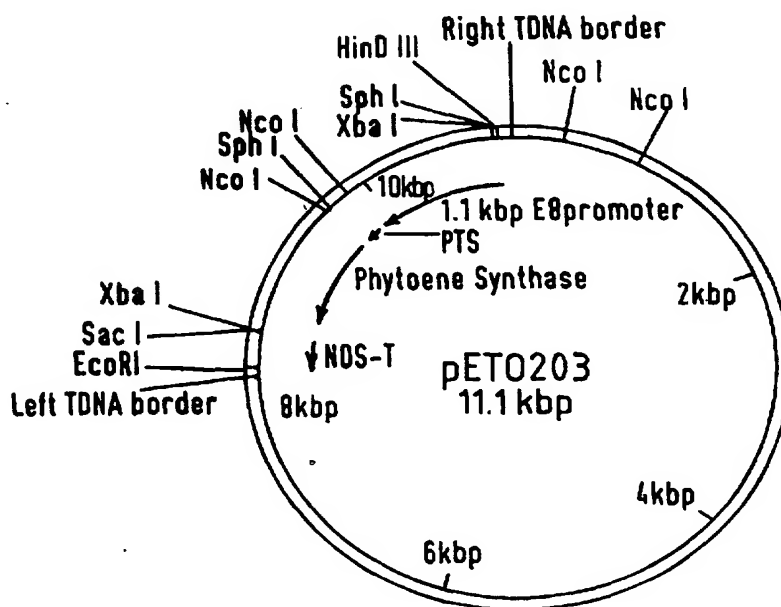 Right TDNA border
HinD III
Nco I
Nco I
Sph I
Xba I
Nco I
Sph I
Nco I
10kbp
1.1 kbp E8promoter
PTS
Phytoene Synthase
2kbp
Xba I
Sac I
EcoRI
Left TDNA border
NOS-T
8kbp
pETO203
11.1 kbp
4kbp
6kbp